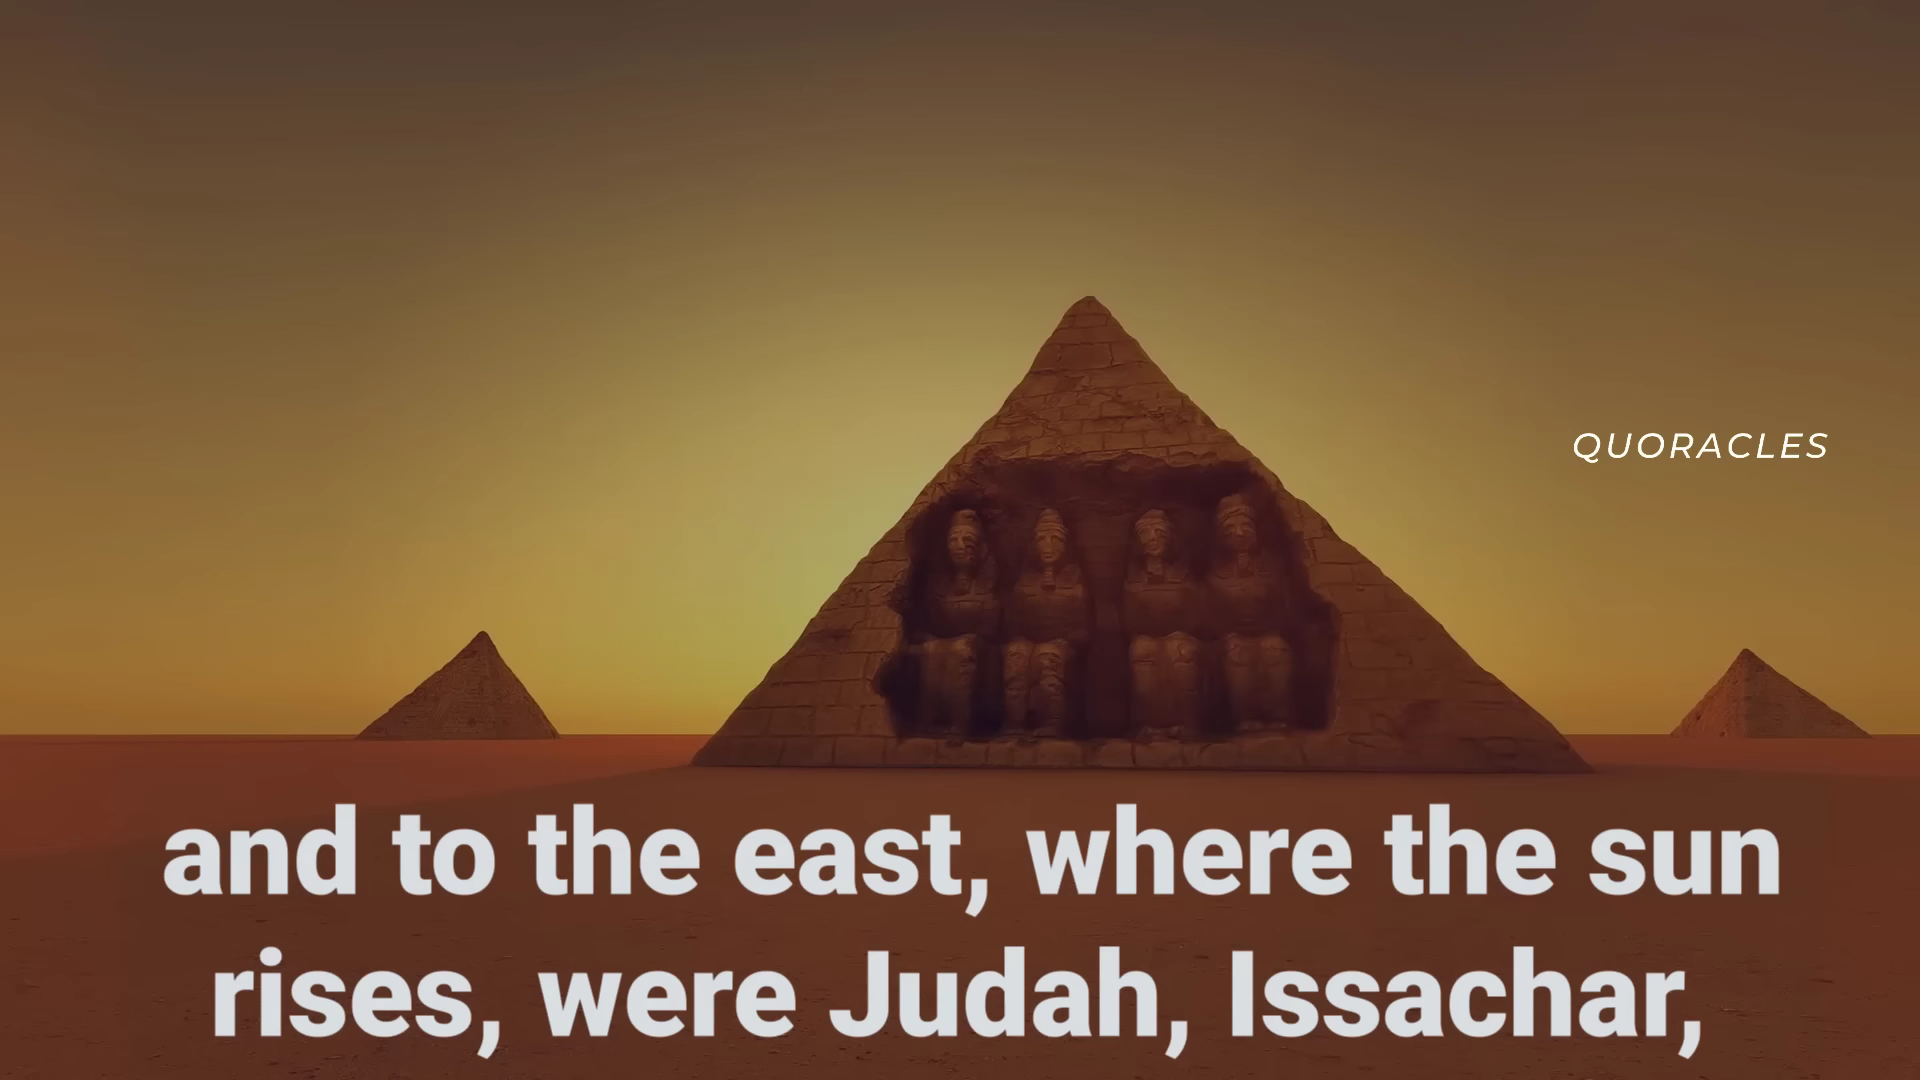 QUORACLES
and to the east, where the sun
rises, were Judah, Issachar,